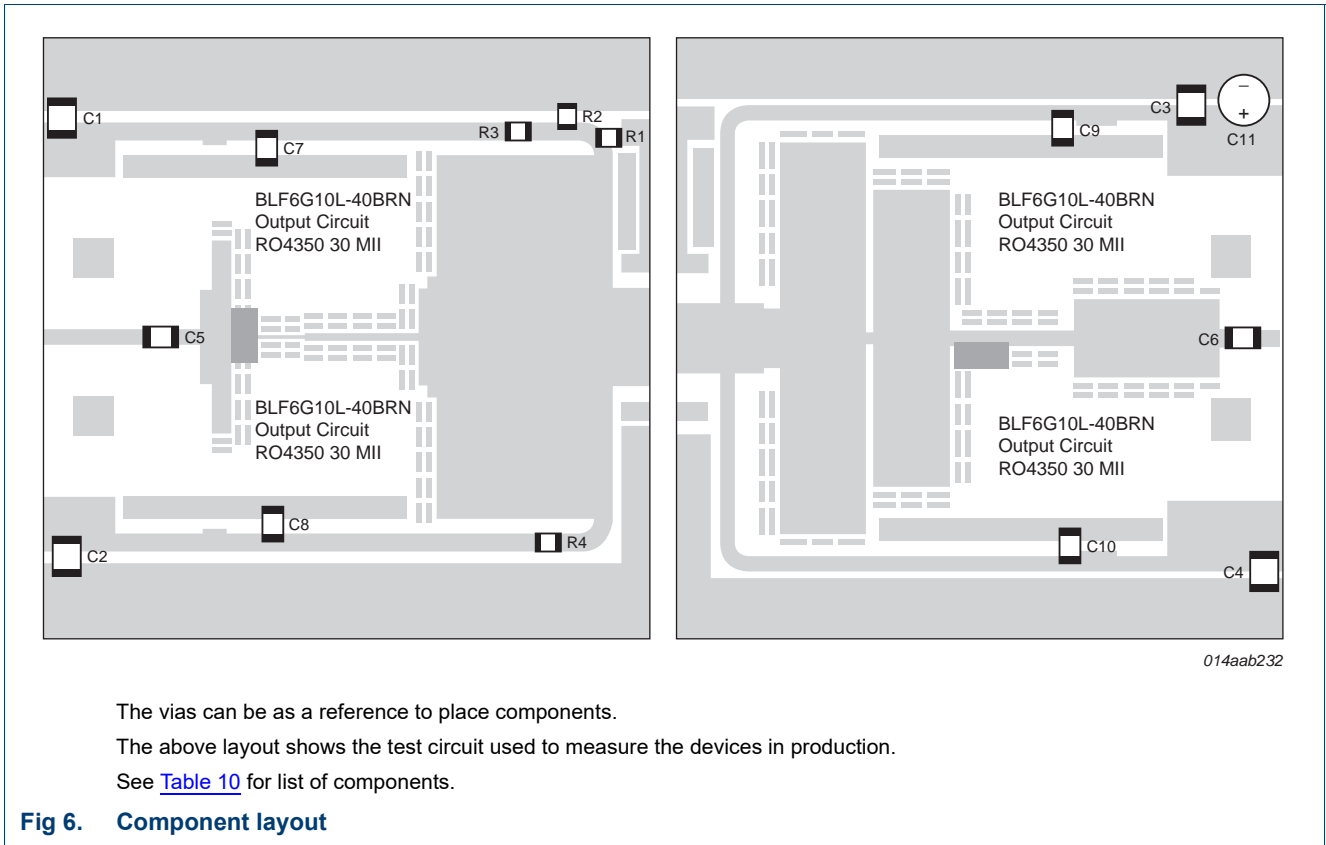 C1
R2
R3
R1
C7
BLF6G10L-40BRN
Output Circuit
RO4350 30 MII
C5
BLF6G10L-40BRN
Output Circuit
RO4350 30 MII
C8
R4
C2
C3
−
+
C11
C9
BLF6G10L-40BRN
Output Circuit
RO4350 30 MII
C6
BLF6G10L-40BRN
Output Circuit
RO4350 30 MII
C10
C4
014aab232
The vias can be as a reference to place components.
The above layout shows the test circuit used to measure the devices in production.
See Table 10 for list of components.
Fig 6. Component layout